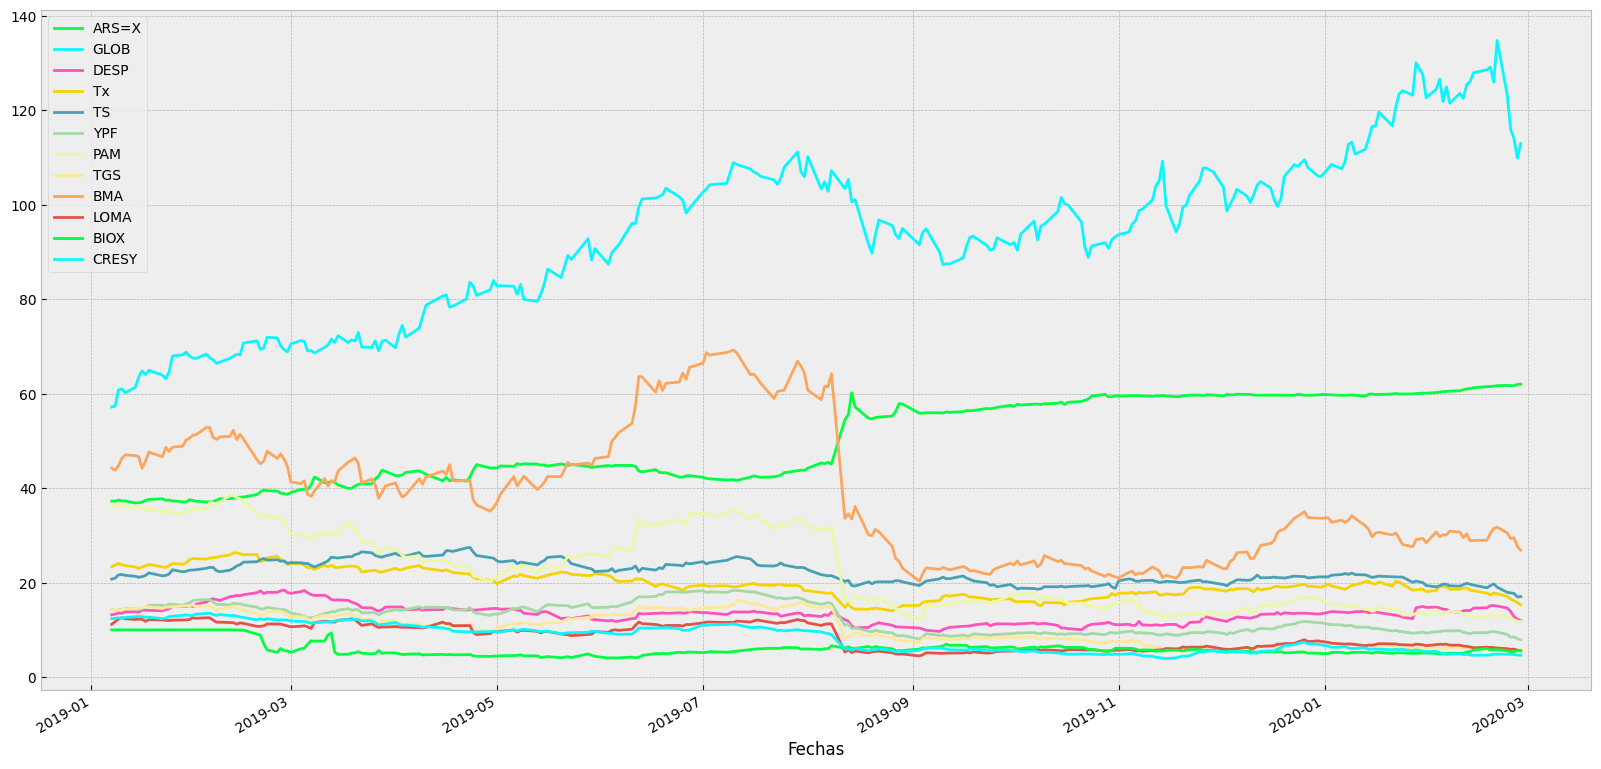 140
120
100
80
60
40
20
0
ARS=X
GLOB
DESP
Tx
TS
YPF
PAM
TGS
BMA
LOMA
BIOX
CRESY
2019-01
2019-03
2019-05
2019-07
2019-09
2019-11
2020-01
2020-03
Fechas